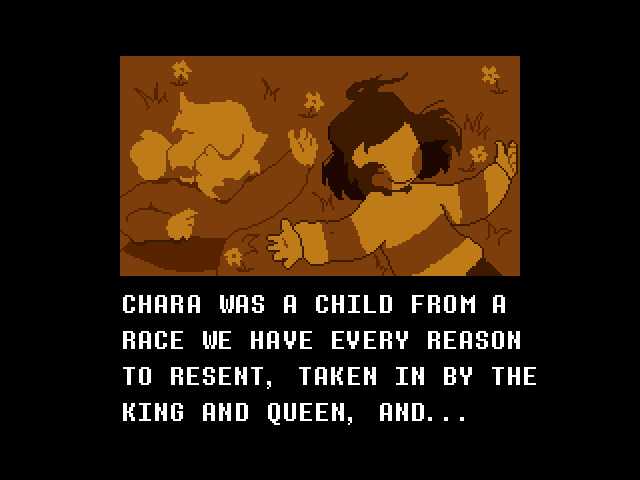 CHARA WAS A CHILD FROM A
RACE WE HAVE EVERY REASON
TO RESENT, TAKEN IN BY THE
KING AND QUEEN, AND...